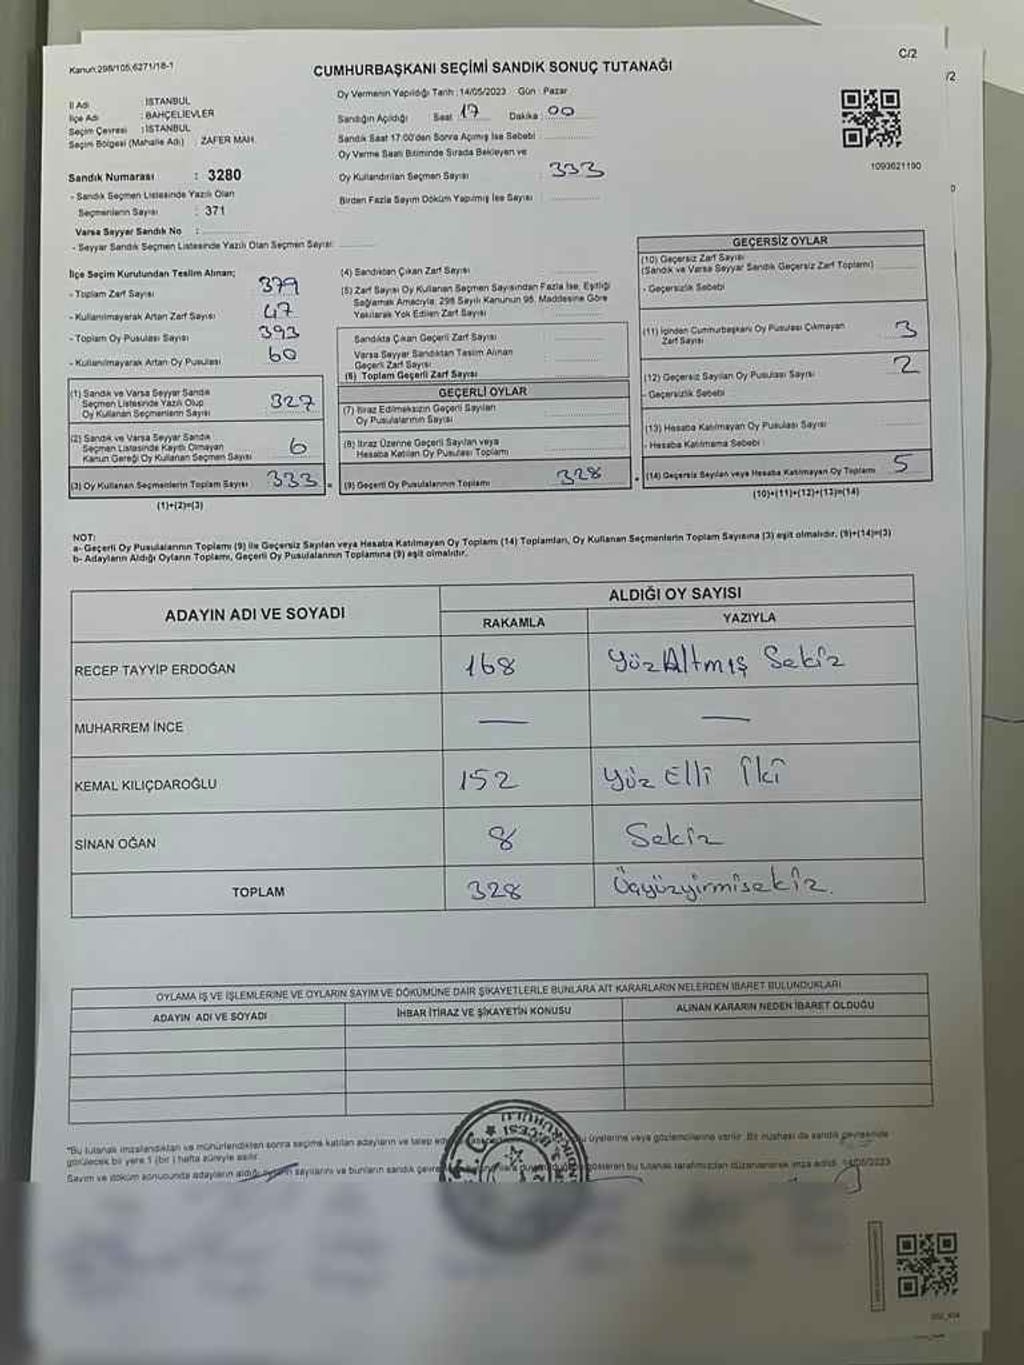 Kanun:298/105,6271/18-1
C/2
/2
CUMHURBAŞKANI SEÇİMİ SANDIK SONUÇ TUTANAĞI
İl Adı : İSTANBUL
İlçe Adı : BAHÇELİEVLER
Seçim Çevresi : İSTANBUL
Seçim Bölgesi (Mahalle Adı) : ZAFER MAH.
Sandık Numarası : 3280
- Sandık Seçmen Listesinde Yazılı Olan
Seçmenlerin Sayısı : 371
Varsa Seyyar Sandık No :
- Seyyar Sandık Seçmen Listesinde Yazılı Olan Seçmen Sayısı:
Oy Vermenin Yapıldığı Tarih :14/05/2023 Gün : Pazar
Sandığın Açıldığı Saat 17 Dakika : 00
Sandık Saat 17:00'den Sonra Açılmış İse Sebebi :
Oy Verme Saati Bitiminde Sırada Bekleyen ve
Oy Kullandırılan Seçmen Sayısı : 333
Birden Fazla Sayım Döküm Yapılmış İse Sayısı :
1093621190
İlçe Seçim Kurulundan Teslim Alınan;
- Toplam Zarf Sayısı 379
- Kullanılmayarak Artan Zarf Sayısı 47
- Toplam Oy Pusulası Sayısı 393
- Kullanılmayarak Artan Oy Pusulası 60
(1) Sandık ve Varsa Seyyar Sandık
Seçmen Listesinde Yazılı Olup
Oy Kullanan Seçmenlerin Sayısı 327
(2) Sandık ve Varsa Seyyar Sandık
Seçmen Listesinde Kayıtlı Olmayan
Kanun Gereği Oy Kullanan Seçmen Sayısı 6
(3) Oy Kullanan Seçmenlerin Toplam Sayısı 333 =
(1)+(2)=(3)
(4) Sandıktan Çıkan Zarf Sayısı
(5) Zarf Sayısı Oy Kullanan Seçmen Sayısından Fazla İse, Eşitliği
Sağlamak Amacıyla, 298 Sayılı Kanunun 98. Maddesine Göre
Yakılarak Yok Edilen Zarf Sayısı
Sandıkta Çıkan Geçerli Zarf Sayısı
Varsa Seyyar Sandıktan Teslim Alınan
Geçerli Zarf Sayısı
(6) Toplam Geçerli Zarf Sayısı
GEÇERLİ OYLAR
(7) İtiraz Edilmeksizin Geçerli Sayılan
Oy Pusulalarının Sayısı
(8) İtiraz Üzerine Geçerli Sayılan veya
Hesaba Katılan Oy Pusulası Toplamı
(9) Geçerli Oy Pusulalarının Toplamı 328
GEÇERSİZ OYLAR
(10) Geçersiz Zarf Sayısı
(Sandık ve Varsa Seyyar Sandık Geçersiz Zarf Toplamı)
- Geçersizlik Sebebi
(11) İçinden Cumhurbaşkanı Oy Pusulası Çıkmayan
Zarf Sayısı 3
(12) Geçersiz Sayılan Oy Pusulası Sayısı 2
- Geçersizlik Sebebi
(13) Hesaba Katılmayan Oy Pusulası Sayısı
- Hesaba Katılmama Sebebi
(14) Geçersiz Sayılan veya Hesaba Katılmayan Oy Toplamı 5
(10)+(11)+(12)+(13)=(14)
NOT:
a- Geçerli Oy Pusulalarının Toplamı (9) ile Geçersiz Sayılan veya Hesaba Katılmayan Oy Toplamı (14) Toplamları, Oy Kullanan Seçmenlerin Toplam Sayısına (3) eşit olmalıdır. (9)+(14)=(3)
b- Adayların Aldığı Oyların Toplamı, Geçerli Oy Pusulalarının Toplamına (9) eşit olmalıdır.
ADAYIN ADI VE SOYADI
ALDIĞI OY SAYISI
RAKAMLA YAZIYLA
RECEP TAYYİP ERDOĞAN 168 Yüz Altmış Sekiz
MUHARREM İNCE — —
KEMAL KILIÇDAROĞLU 152 Yüz Elli İki
SİNAN OĞAN 8 Sekiz
TOPLAM 328 Üçyüzyirmisekiz.
OYLAMA İŞ VE İŞLEMLERİNE VE OYLARIN SAYIM VE DÖKÜMÜNE DAİR ŞİKAYETLERLE BUNLARA AİT KARARLARIN NELERDEN İBARET BULUNDUKLARI
ADAYIN ADI VE SOYADI İHBAR İTİRAZ VE ŞİKAYETİN KONUSU ALINAN KARARIN NEDEN İBARET OLDUĞU
*Bu tutanak imzalandıktan ve mühürlendikten sonra seçime katılan adayların ve talep üyelerine veya gözlemcilerine verilir. Bir nüshası da sandık çevresinde
görülecek bir yere 1 (bir) hafta süreyle asılır.
Sayım ve döküm sonucunda adayların aldığı sayılarını ve bunların sandık gösteren bu tutanak tarafımızdan düzenlenerek imza edildi. 14/05/2023